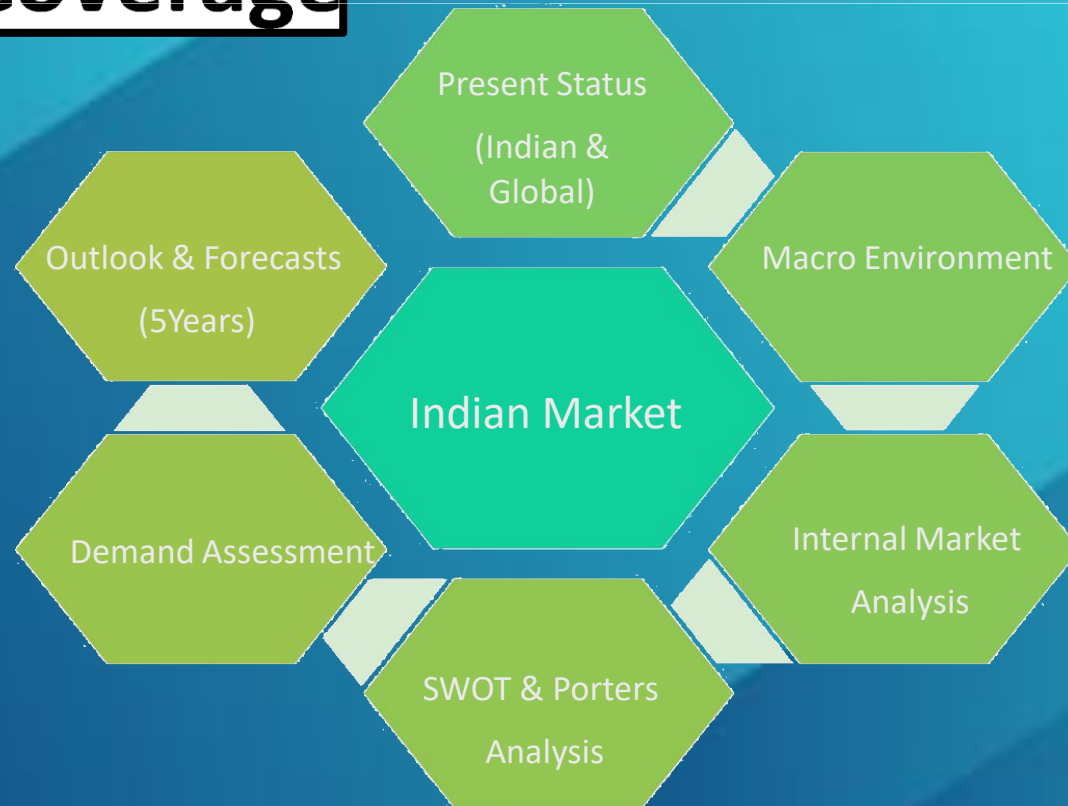 Coverage
Present Status
(Indian &
Global)
Macro Environment
Internal Market
Analysis
SWOT & Porters
Analysis
Demand Assessment
Outlook & Forecasts
(5Years)
Indian Market